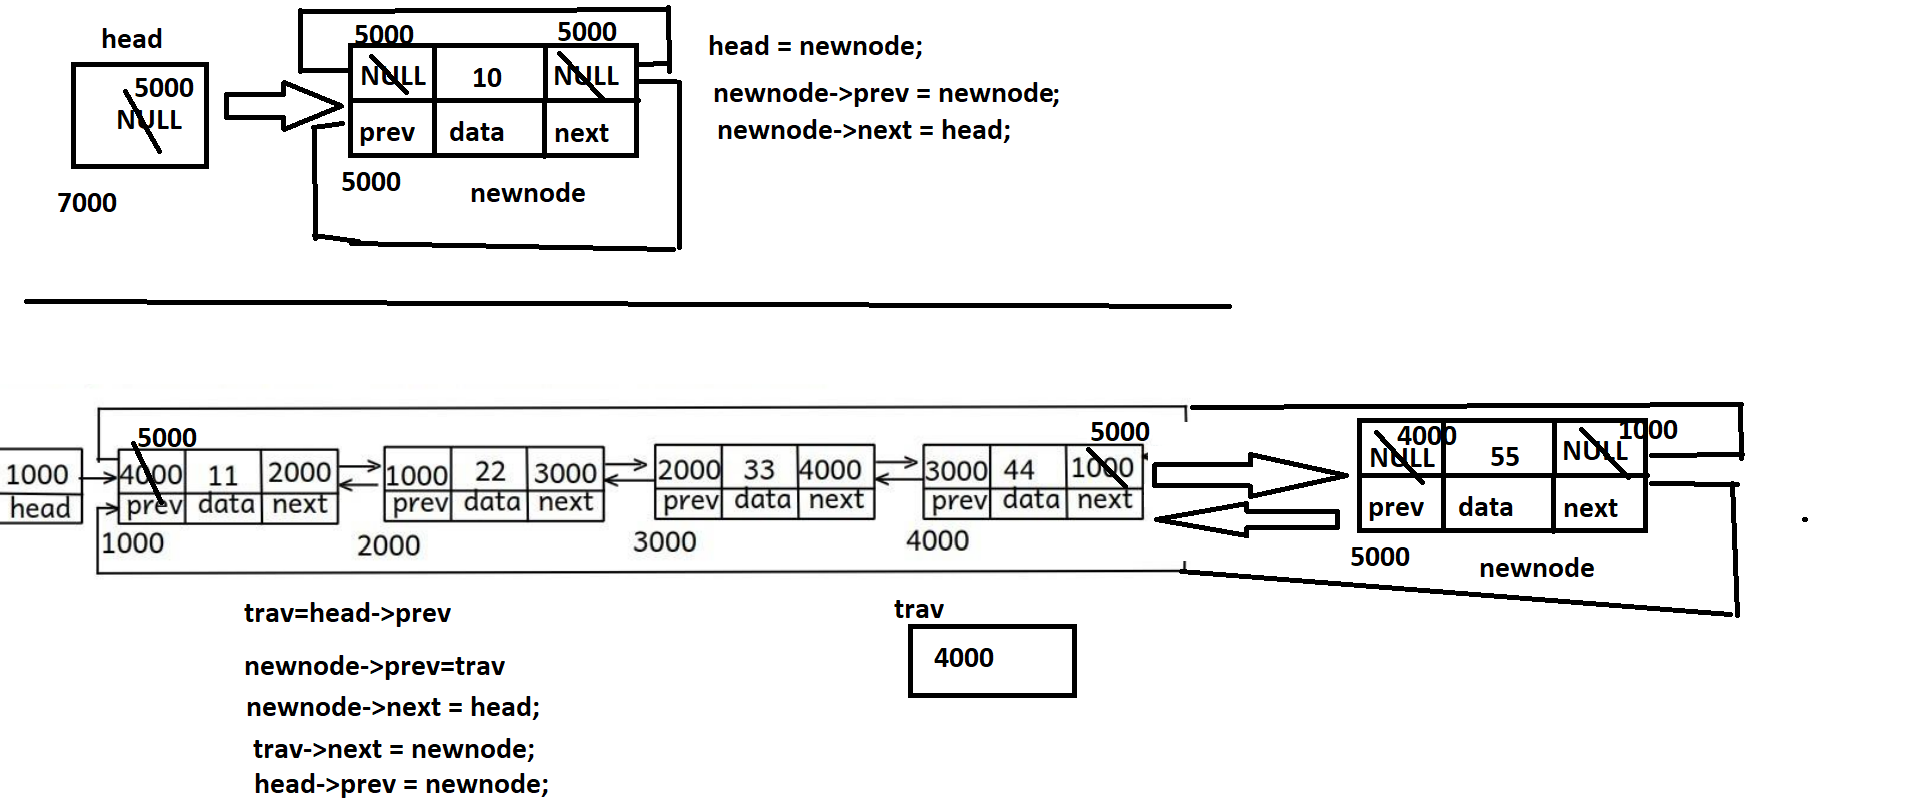 head
5000
NULL
7000
5000 5000
NULL 10 NULL
prev data next
5000
newnode
head = newnode;
newnode->prev = newnode;
newnode->next = head;
1000
head
5000
4000 11 2000
prev data next
1000
1000 22 3000
prev data next
2000
2000 33 4000
prev data next
3000
5000
3000 44 1000
prev data next
4000
4000 1000
NULL 55 NULL
prev data next
5000
newnode
trav=head->prev
newnode->prev=trav
newnode->next = head;
trav->next = newnode;
head->prev = newnode;
trav
4000